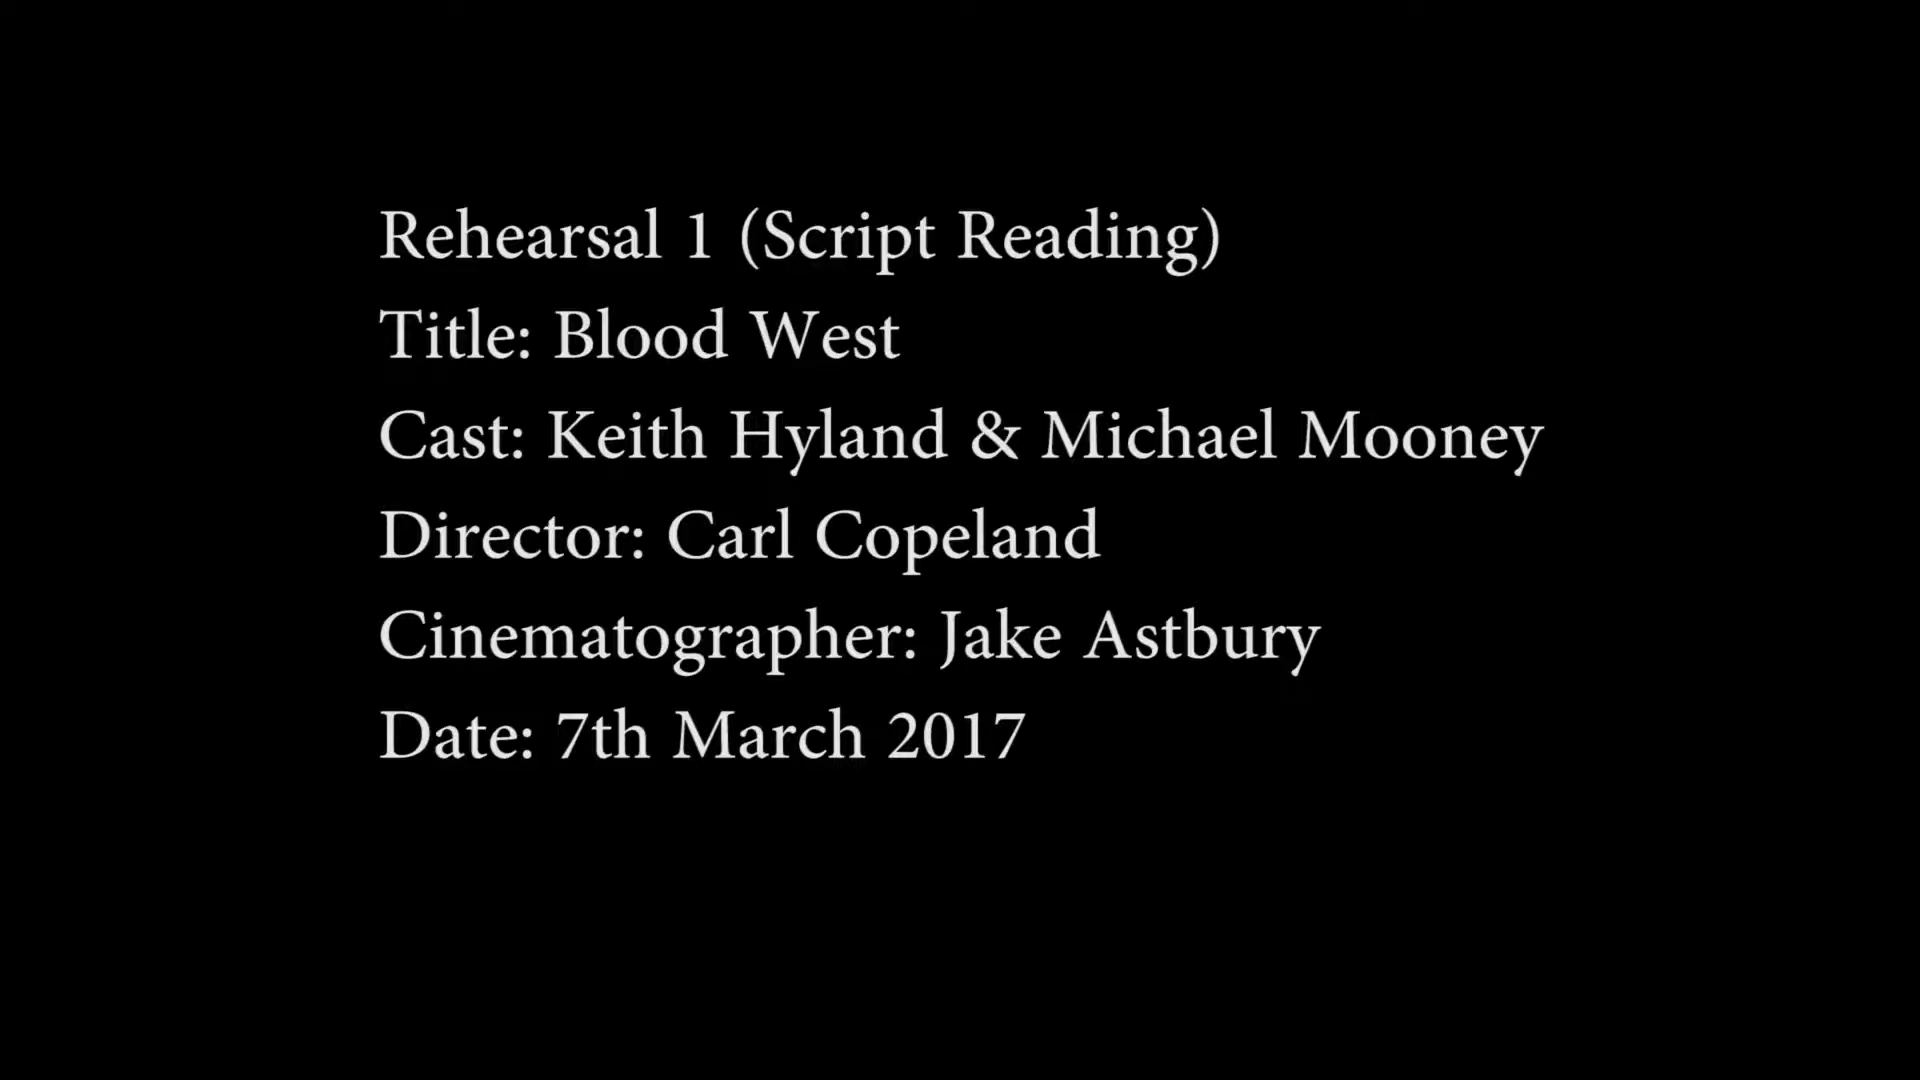 Rehearsal 1 (Script Reading)
Title: Blood West
Cast: Keith Hyland & Michael Mooney
Director: Carl Copeland
Cinematographer: Jake Astbury
Date: 7th March 2017